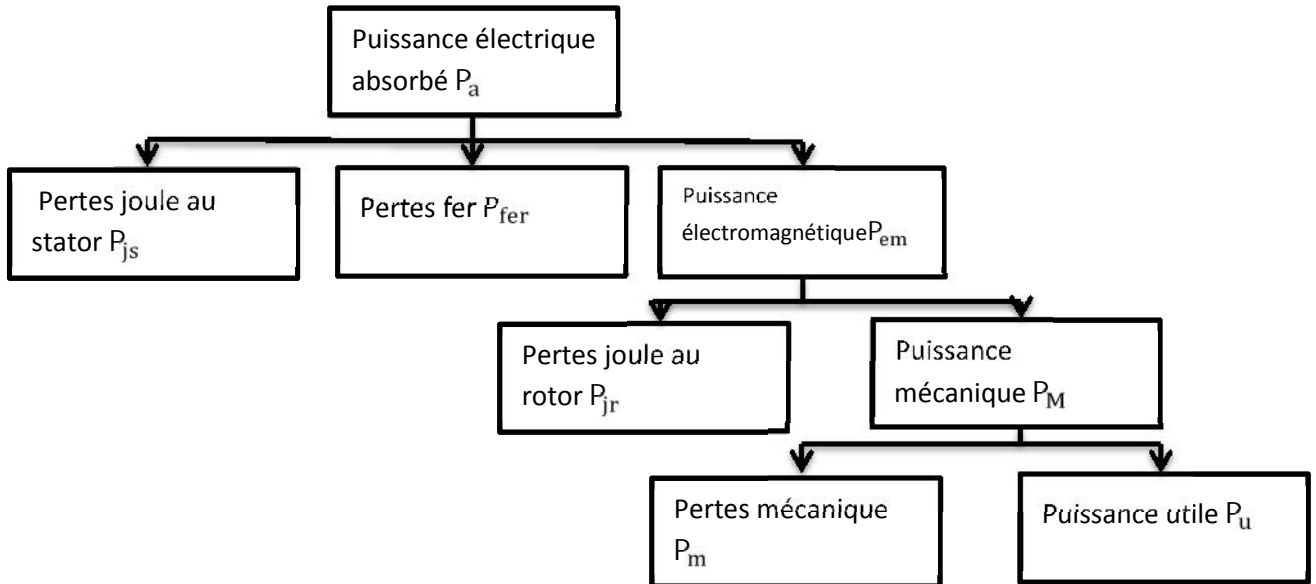 Puissance électrique
absorbé Pa
Pertes joule au
stator Pjs
Pertes fer Pfer
Puissance
électromagnétiquePem
Pertes joule au
rotor Pjr
Puissance
mécanique PM
Pertes mécanique
Pm
Puissance utile Pu